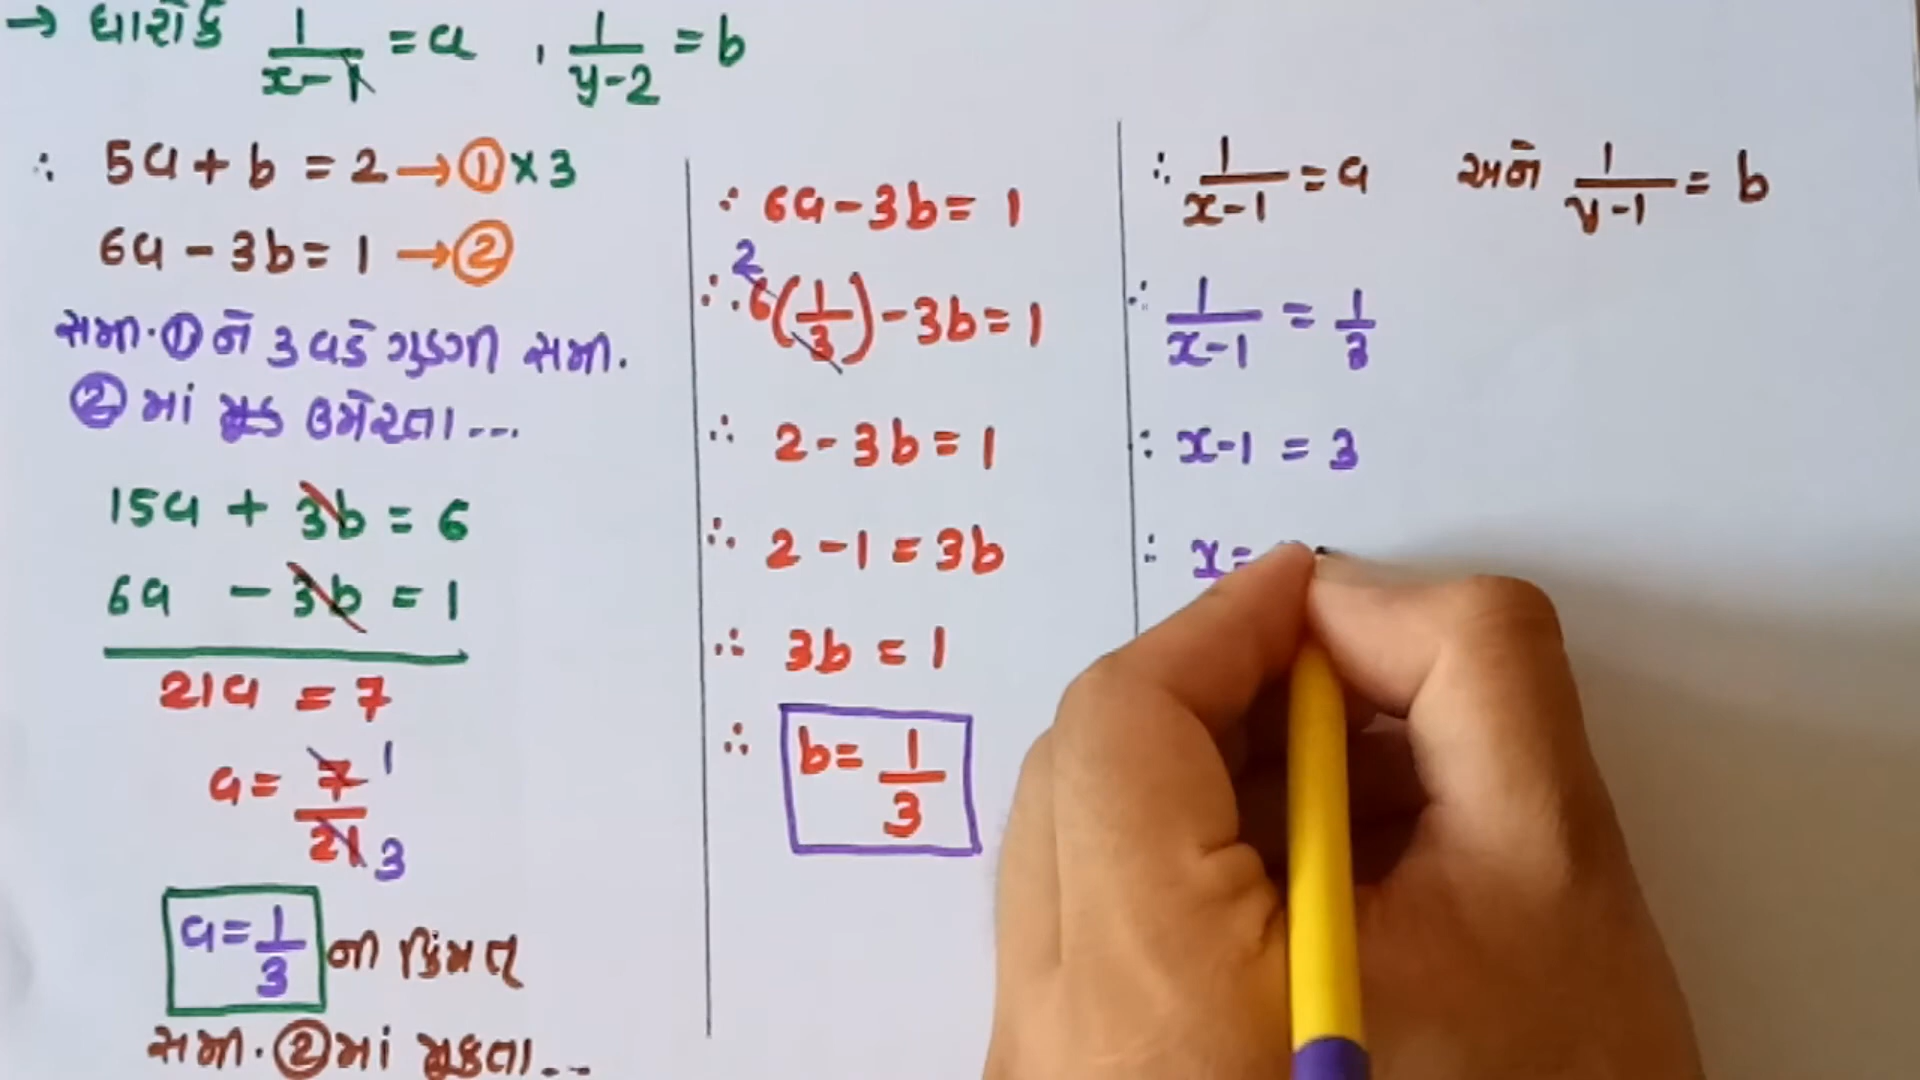 → ધારોકે 1/(x-1) = a , 1/(y-2) = b
∴ 5a + b = 2 → ① × 3
6a - 3b = 1 → ②
સમી.① ને 3 વડે ગુણી સમી.
② માં ઉમેરતા...
15a + 3b = 6
6a - 3b = 1
21a = 7
a = 7/21 1 3
a = 1/3 ની કિંમત
સમી. ② માં મુકતા...
∴ 6a - 3b = 1
∴ 6 2 (1/3) - 3b = 1
∴ 2 - 3b = 1
∴ 2 - 1 = 3b
∴ 3b = 1
∴ b = 1/3
∴ 1/(x-1) = a અને 1/(y-1) = b
∴ 1/(x-1) = 1/3
∴ x-1 = 3
∴ x =